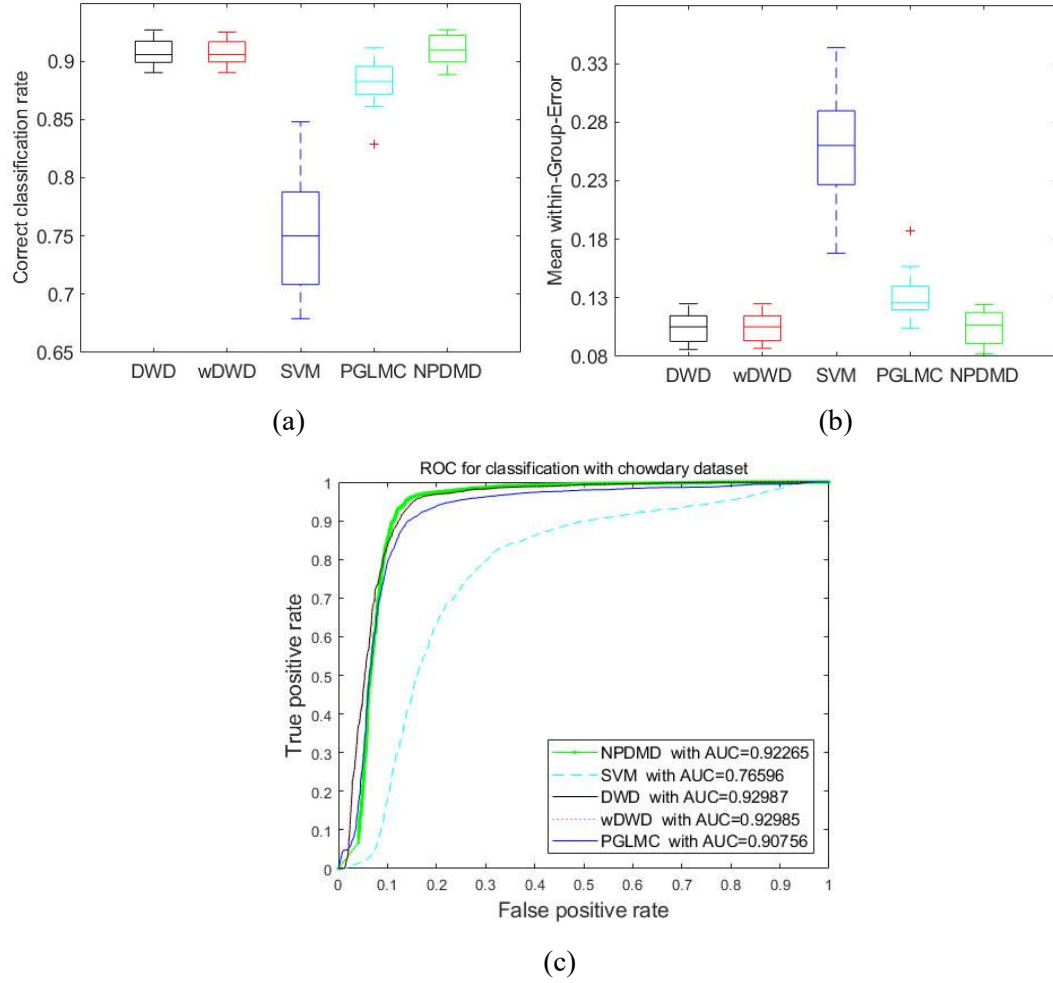 0.9
0.85
0.8
0.75
0.7
0.65
Correct classification rate
DWD wDWD SVM PGLMC NPDMD
(a)
0.33
0.28
0.23
0.18
0.13
0.08
Mean within-Group-Error
DWD wDWD SVM PGLMC NPDMD
(b)
ROC for classification with chowdary dataset
1
0.9
0.8
0.7
0.6
0.5
0.4
0.3
0.2
0.1
0
True positive rate
NPDMD with AUC=0.92265
SVM with AUC=0.76596
DWD with AUC=0.92987
wDWD with AUC=0.92985
PGLMC with AUC=0.90756
0 0.1 0.2 0.3 0.4 0.5 0.6 0.7 0.8 0.9 1
False positive rate
(c)